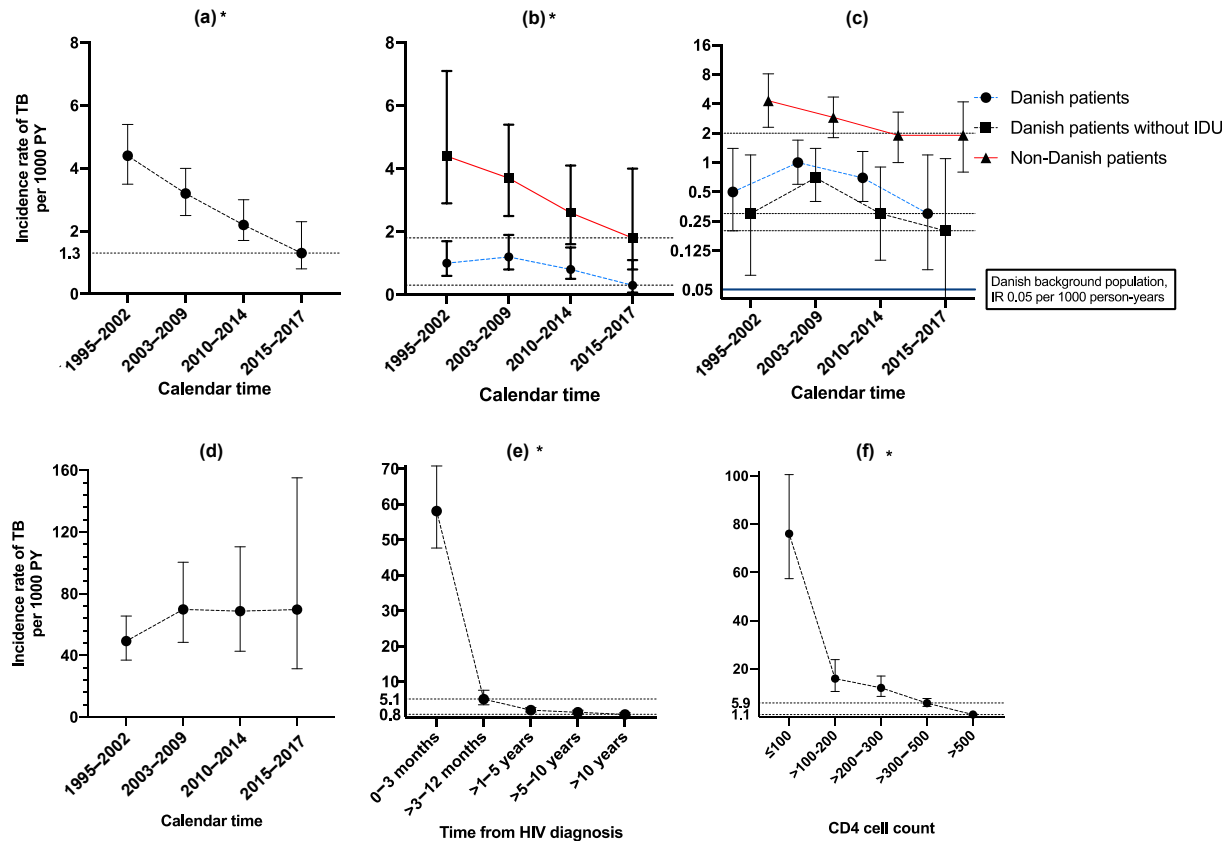 (a) *
Incidence rate of TB
per 1000 PY
8
6
4
2
1.3
0
1995–2002
2003–2009
2010–2014
2015–2017
Calendar time
(b) *
8
6
4
2
0
1995–2002
2003–2009
2010–2014
2015–2017
Calendar time
(c)
16
8
4
2
1
0.5
0.25
0.125
0.05
1995–2002
2003–2009
2010–2014
2015–2017
Calendar time
Danish patients
Danish patients without IDU
Non-Danish patients
Danish background population,
IR 0.05 per 1000 person-years
(d)
Incidence rate of TB
per 1000 PY
160
120
80
40
0
1995–2002
2003–2009
2010–2014
2015–2017
Calendar time
(e) *
70
60
50
40
30
20
10
5.1
0.8
0–3 months
>3–12 months
>1–5 years
>5–10 years
>10 years
Time from HIV diagnosis
(f) *
100
80
60
40
20
5.9
1.1
≤100
>100-200
>200–300
>300–500
>50
CD4 cell count